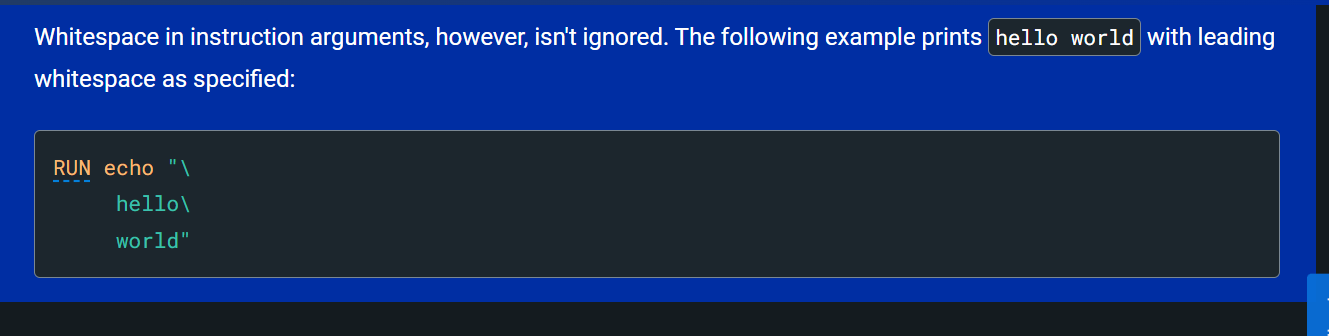 Whitespace in instruction arguments, however, isn't ignored. The following example prints hello world with leading
whitespace as specified:
RUN echo "\
     hello\
     world"